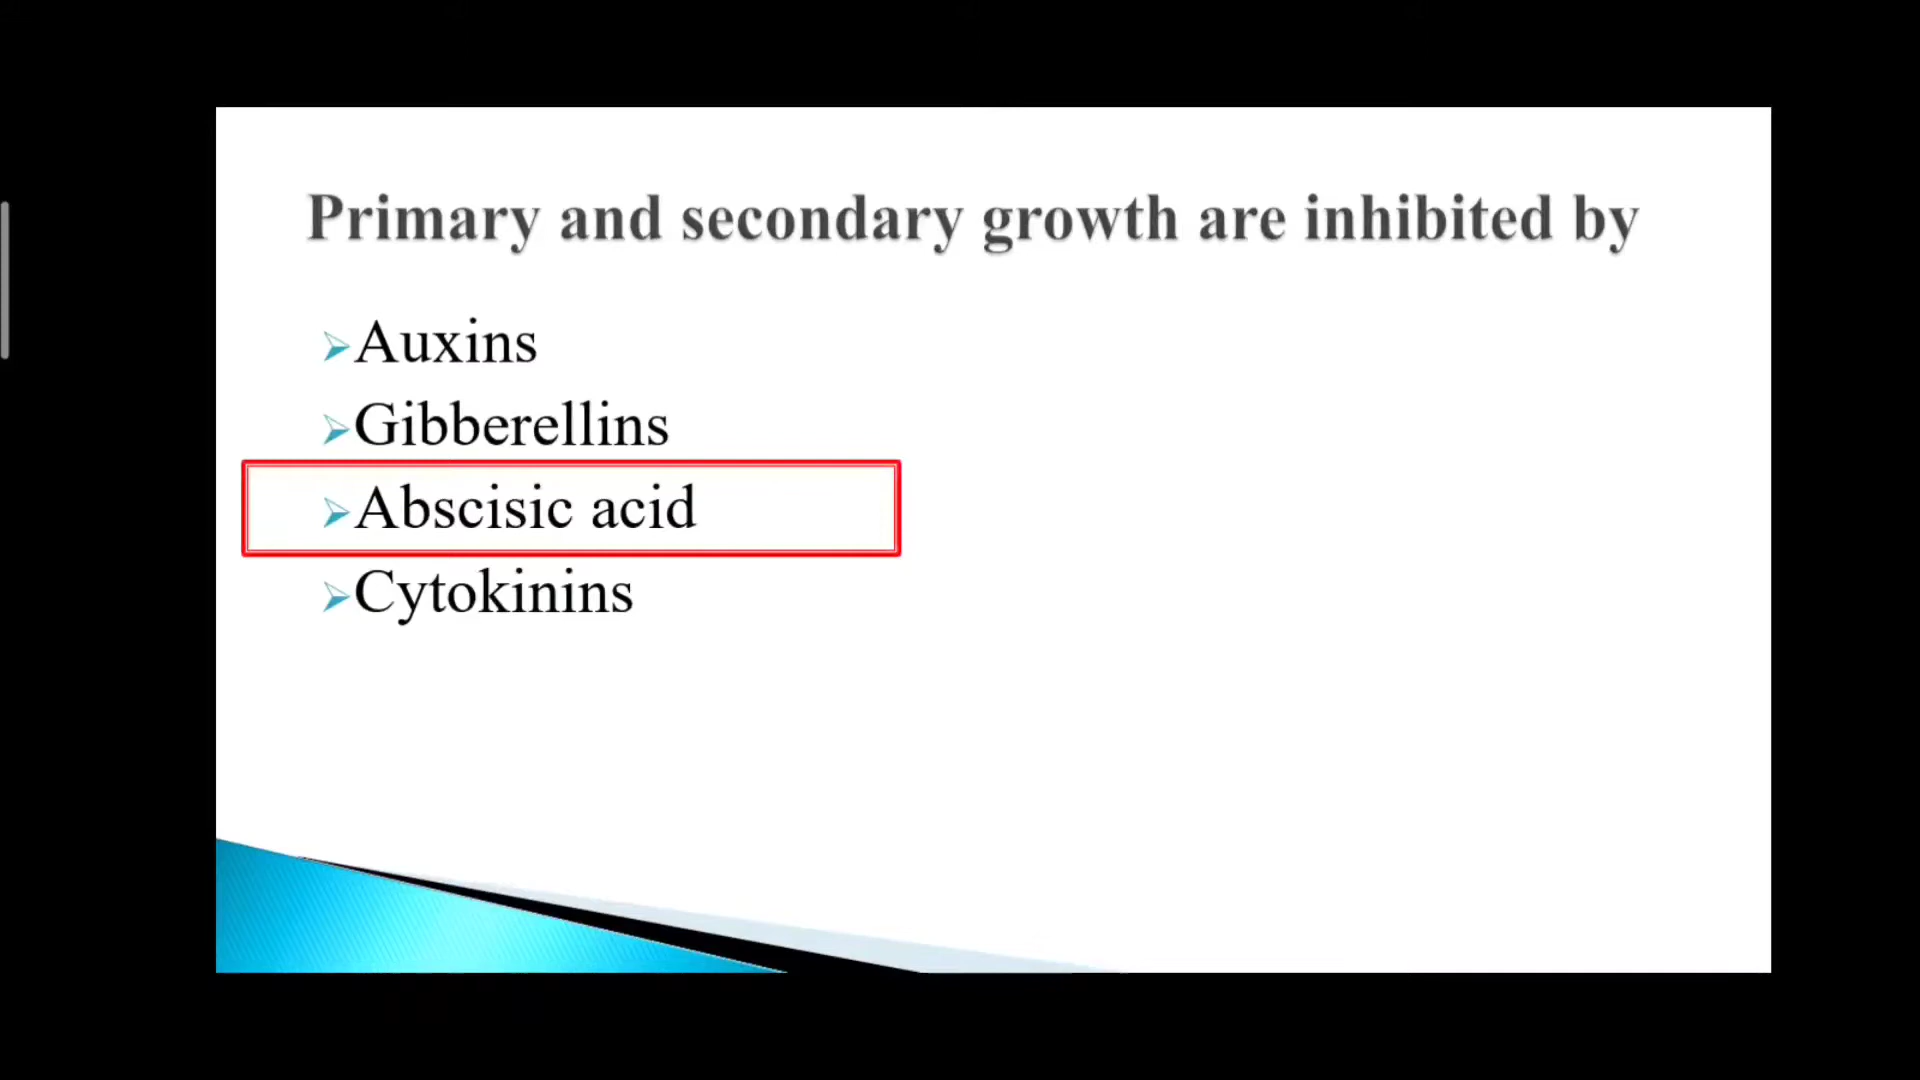 Primary and secondary growth are inhibited by
Auxins
Gibberellins
Abscisic acid
Cytokinins